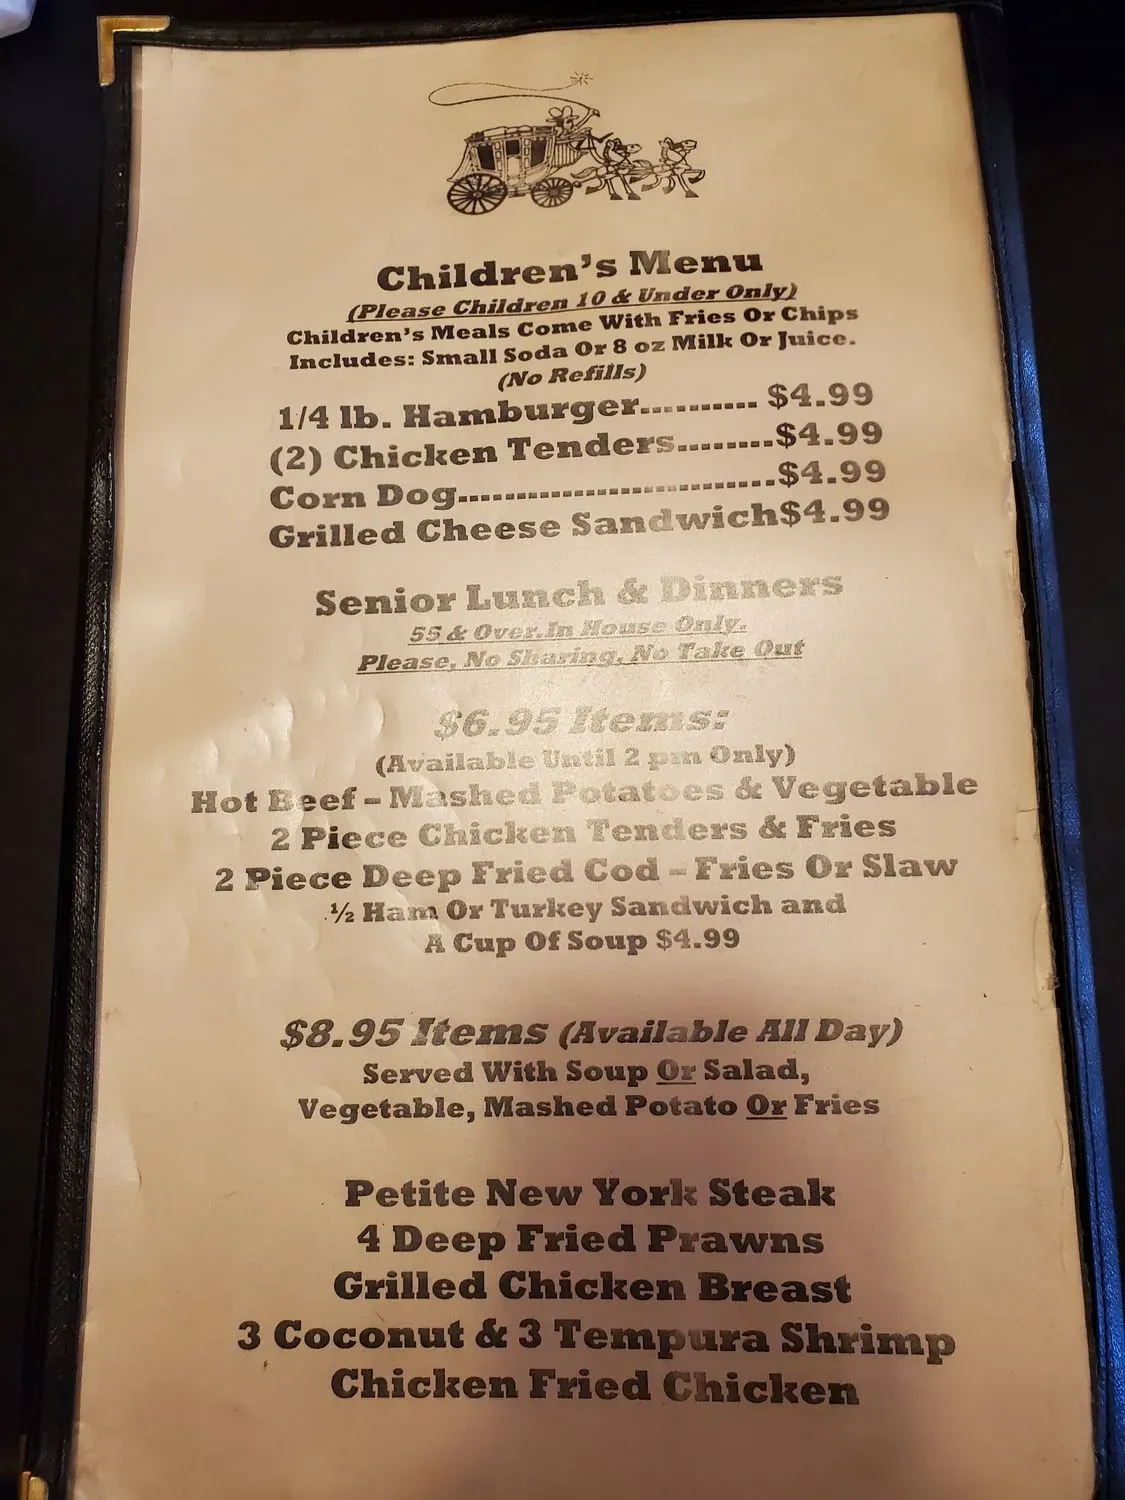 Children's Menu
(Please Children 10 & Under Only)
Children's Meals Come With Fries Or Chips
Includes: Small Soda Or 8 oz Milk Or Juice.
(No Refills)
1/4 lb. Hamburger.......... $4.99
(2) Chicken Tenders........$4.99
Corn Dog...........................$4.99
Grilled Cheese Sandwich$4.99
Senior Lunch & Dinners
55 & Over.In House Only.
Please, No Sharing, No Take Out
$6.95 Items:
(Available Until 2 pm Only)
Hot Beef - Mashed Potatoes & Vegetable
2 Piece Chicken Tenders & Fries
2 Piece Deep Fried Cod - Fries Or Slaw
½ Ham Or Turkey Sandwich and
A Cup Of Soup $4.99
$8.95 Items (Available All Day)
Served With Soup Or Salad,
Vegetable, Mashed Potato Or Fries
Petite New York Steak
4 Deep Fried Prawns
Grilled Chicken Breast
3 Coconut & 3 Tempura Shrimp
Chicken Fried Chicken